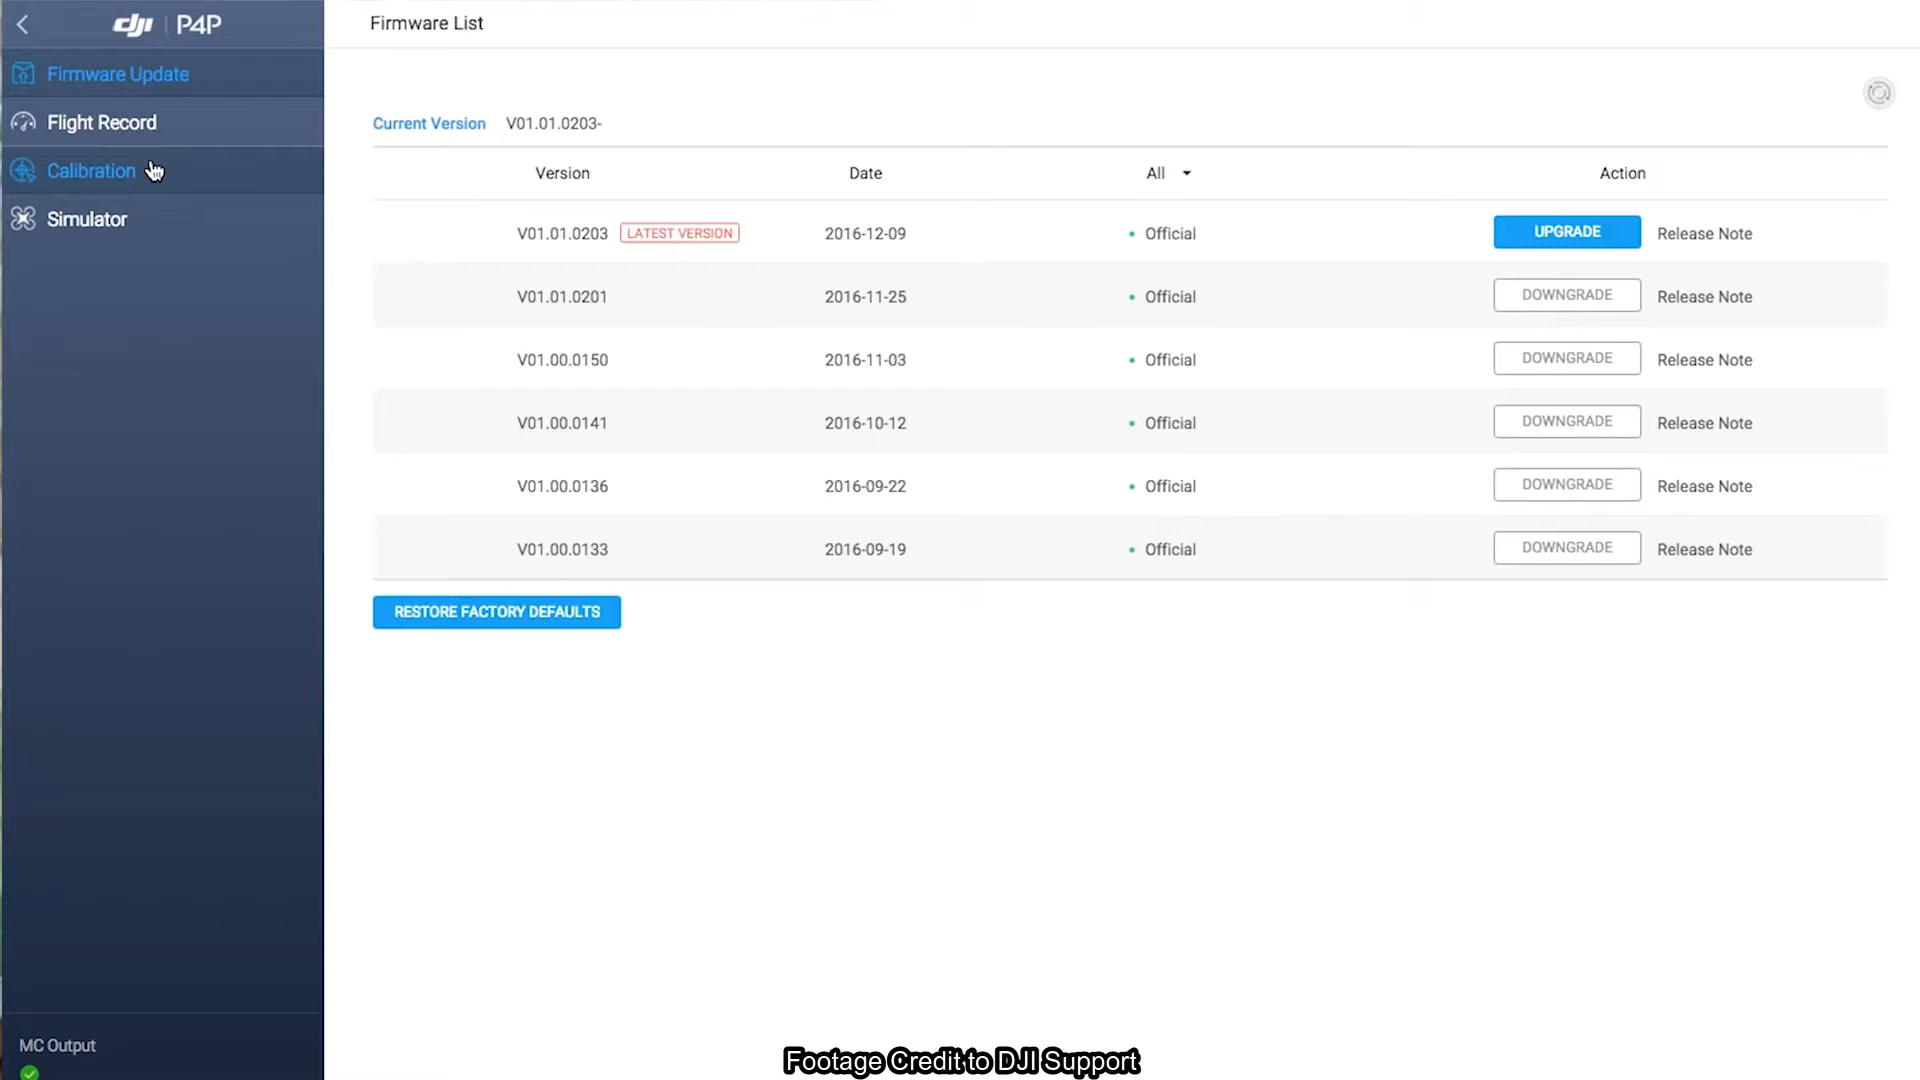 dji | P4P
Firmware List
Firmware Update
Flight Record
Calibration
Simulator
Current Version V01.01.0203-
Version Date All Action
V01.01.0203 LATEST VERSION 2016-12-09 Official UPGRADE Release Note
V01.01.0201 2016-11-25 Official DOWNGRADE Release Note
V01.00.0150 2016-11-03 Official DOWNGRADE Release Note
V01.00.0141 2016-10-12 Official DOWNGRADE Release Note
V01.00.0136 2016-09-22 Official DOWNGRADE Release Note
V01.00.0133 2016-09-19 Official DOWNGRADE Release Note
RESTORE FACTORY DEFAULTS
MC Output
Footage Credit to DJI Support